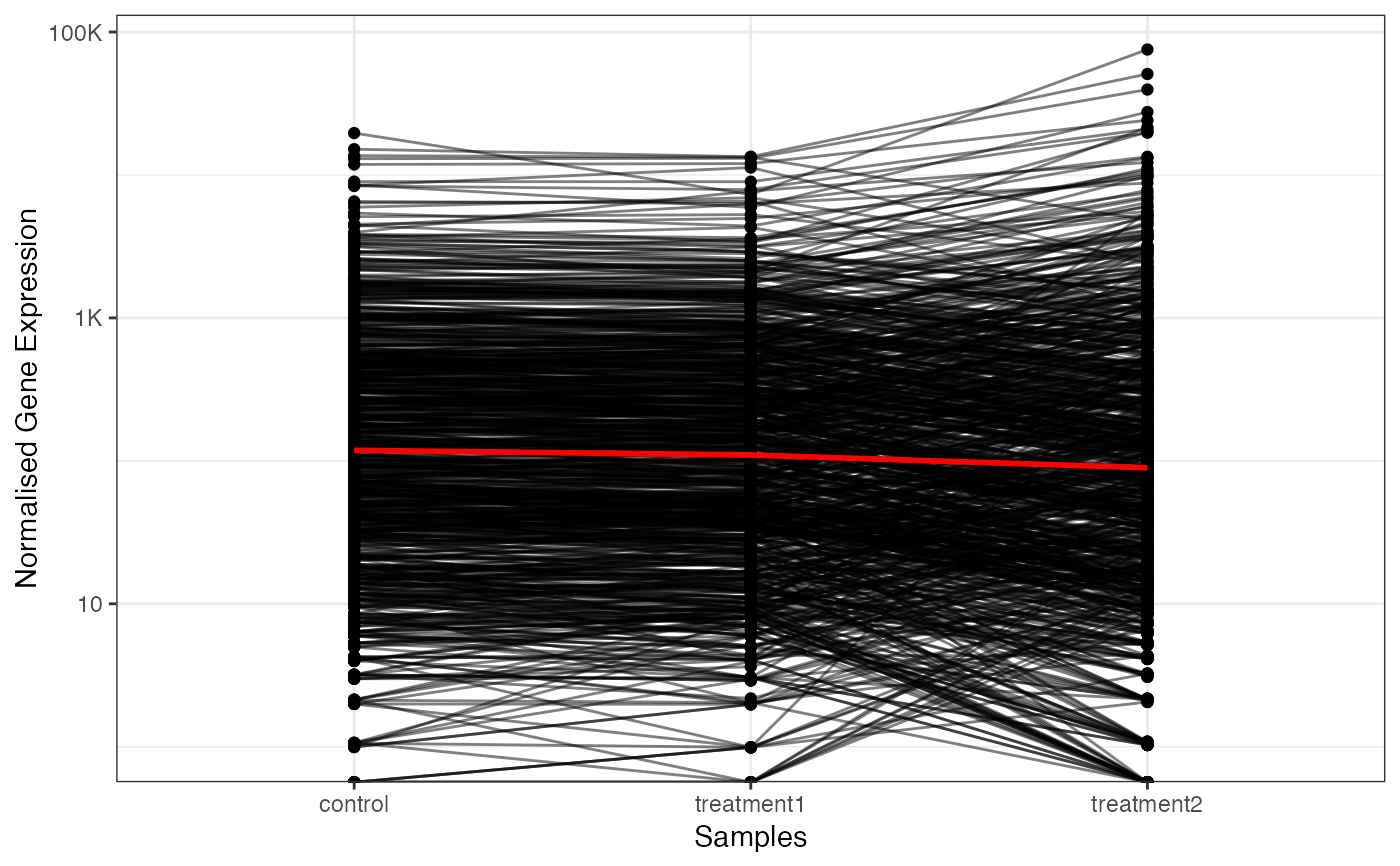 100K
1K
10
Normalised Gene Expression
control
treatment1
treatment2
Samples